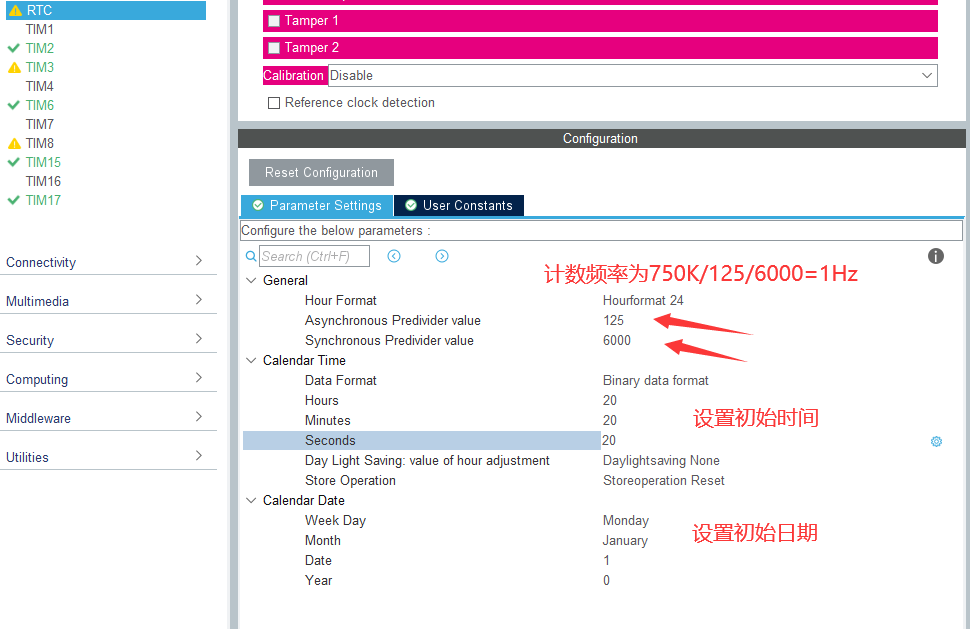 RTC
TIM1
TIM2
TIM3
TIM4
TIM6
TIM7
TIM8
TIM15
TIM16
TIM17
Connectivity
Multimedia
Security
Computing
Middleware
Utilities
Tamper 1
Tamper 2
Calibration Disable
Reference clock detection
Configuration
Reset Configuration
Parameter Settings User Constants
Configure the below parameters :
Search (Ctrl+F)
计数频率为750K/125/6000=1Hz
General
Hour Format Hourformat 24
Asynchronous Predivider value 125
Synchronous Predivider value 6000
Calendar Time
Data Format Binary data format
Hours 20
Minutes 20
设置初始时间
Seconds 20
Day Light Saving: value of hour adjustment Daylightsaving None
Store Operation Storeoperation Reset
Calendar Date
Week Day Monday
设置初始日期
Month January
Date 1
Year 0